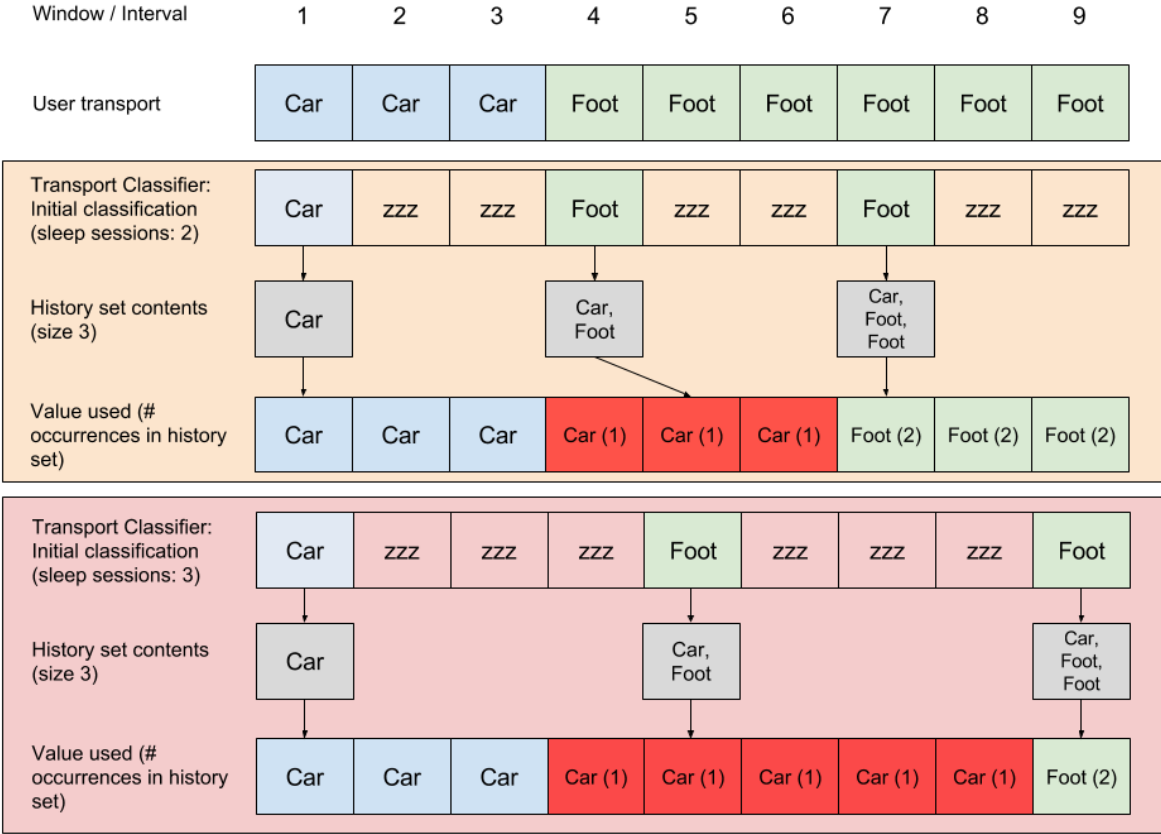 Window / Interval 1 2 3 4 5 6 7 8 9
User transport Car Car Car Foot Foot Foot Foot Foot Foot
Transport Classifier:
Initial classification
(sleep sessions: 2)
Car zzz zzz Foot zzz zzz Foot zzz zzz
History set contents
(size 3)
Car
Car,
Foot
Car,
Foot,
Foot
Value used (#
occurrences in history
set)
Car Car Car Car (1) Car (1) Car (1) Foot (2) Foot (2) Foot (2)
Transport Classifier:
Initial classification
(sleep sessions: 3)
Car zzz zzz zzz Foot zzz zzz zzz Foot
History set contents
(size 3)
Car
Car,
Foot
Car,
Foot,
Foot
Value used (#
occurrences in history
set)
Car Car Car Car (1) Car (1) Car (1) Car (1) Car (1) Foot (2)